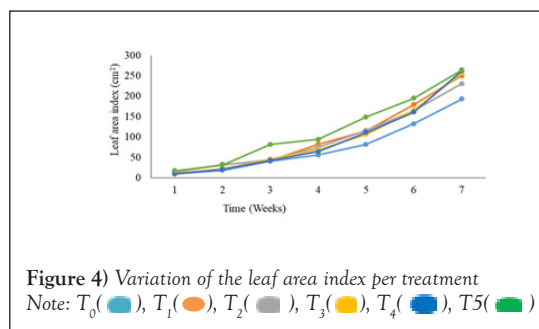 300
250
200
150
100
50
0
Leaf area index (cm²)
1 2 3 4 5 6 7
Time (Weeks)
Figure 4) Variation of the leaf area index per treatment
Note: T₀( ), T₁( ), T₂( ), T₃( ), T₄( ), T5( )